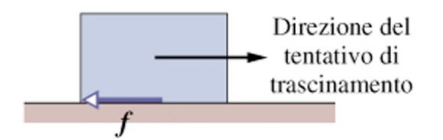 Direzione del
tentativo di
trascinamento
f